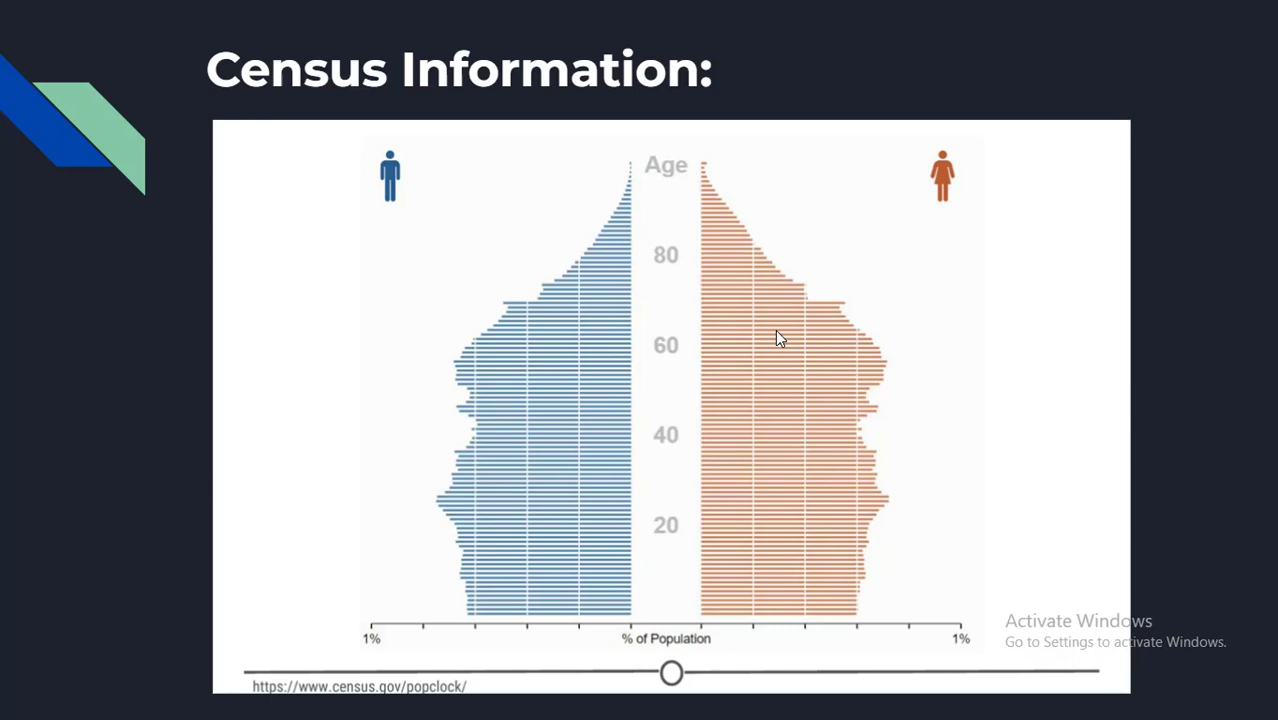 Census Information:
Age
80
60
40
20
1%
% of Population
1%
Activate Windows
Go to Settings to activate Windows.
https://www.census.gov/popclock/